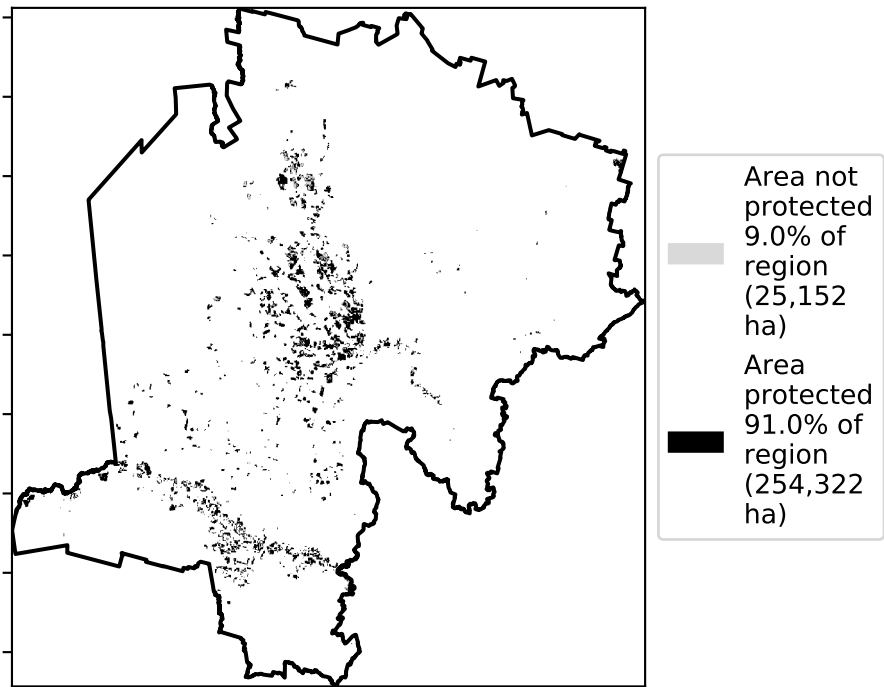 Area not
protected
9.0% of
region
(25,152
ha)
Area
protected
91.0% of
region
(254,322
ha)